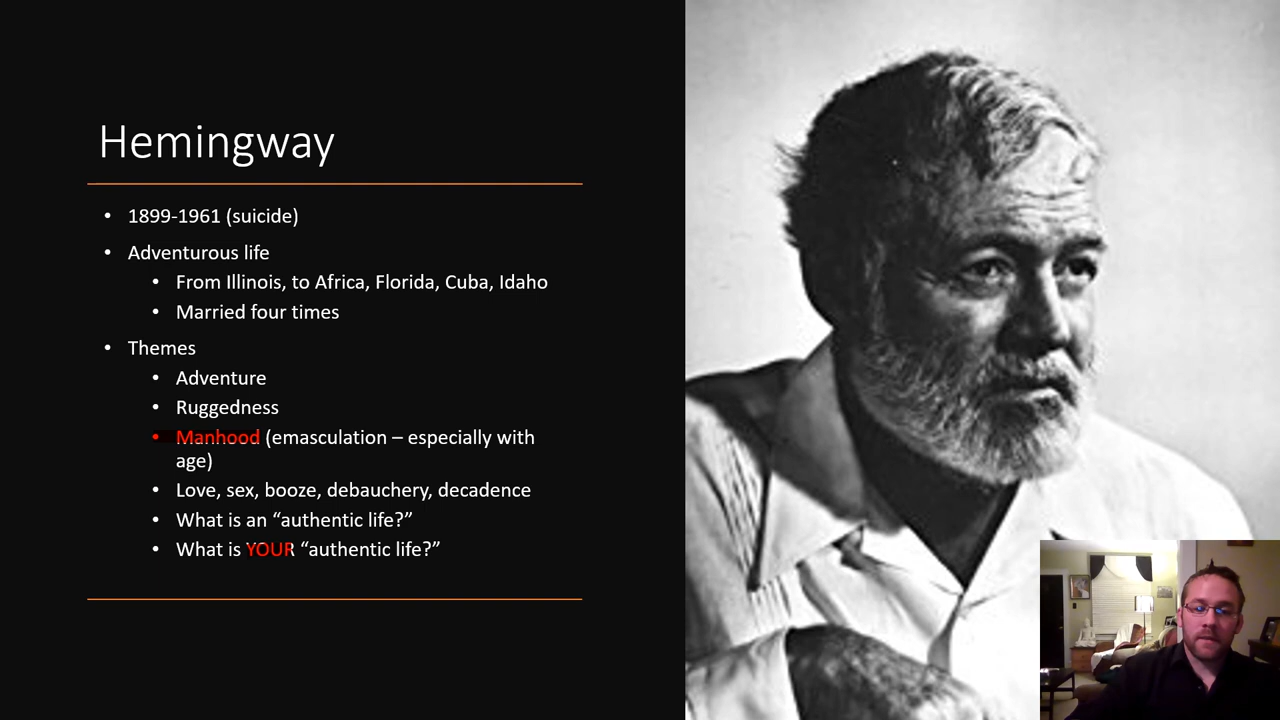 Hemingway
• 1899-1961 (suicide)
• Adventurous life
• From Illinois, to Africa, Florida, Cuba, Idaho
• Married four times
• Themes
• Adventure
• Ruggedness
• Manhood (emasculation – especially with
age)
• Love, sex, booze, debauchery, decadence
• What is an “authentic life?”
• What is YOUR “authentic life?”